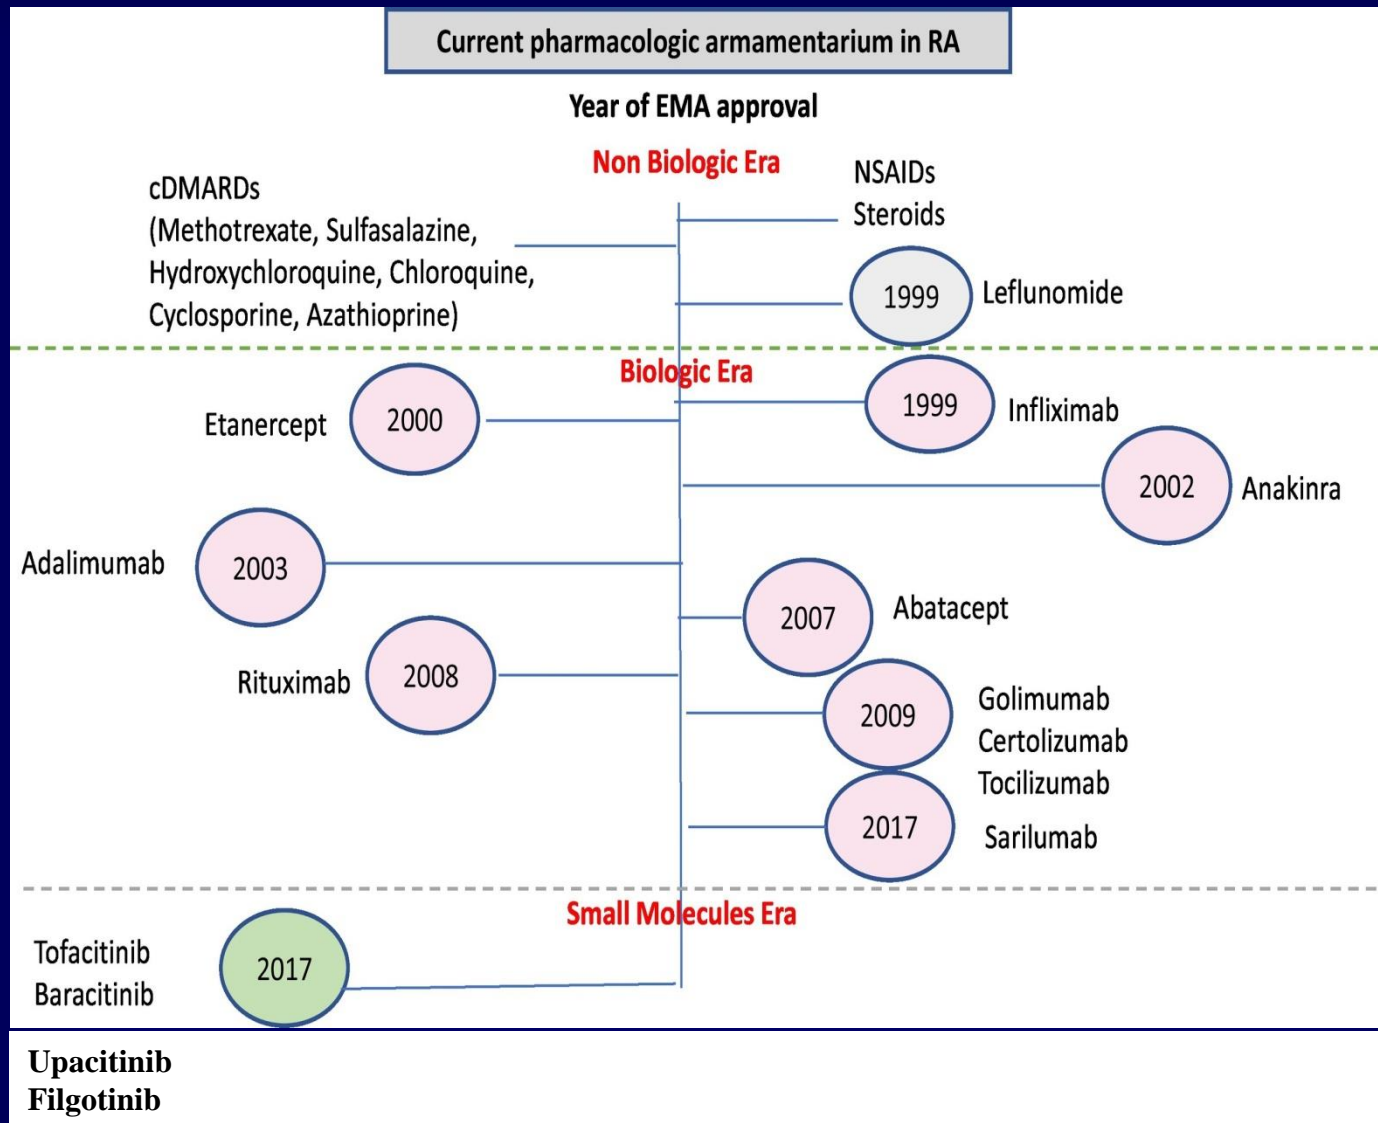 Current pharmacologic armamentarium in RA
Year of EMA approval
Non Biologic Era
cDMARDs
(Methotrexate, Sulfasalazine,
Hydroxychloroquine, Chloroquine,
Cyclosporine, Azathioprine)
NSAIDs
Steroids
1999
Leflunomide
Biologic Era
1999
Infliximab
Etanercept
2000
2002
Anakinra
Adalimumab
2003
2007
Abatacept
Rituximab
2008
2009
Golimumab
Certolizumab
Tocilizumab
2017
Sarilumab
Small Molecules Era
Tofacitinib
Baracitinib
2017
Upacitinib
Filgotinib